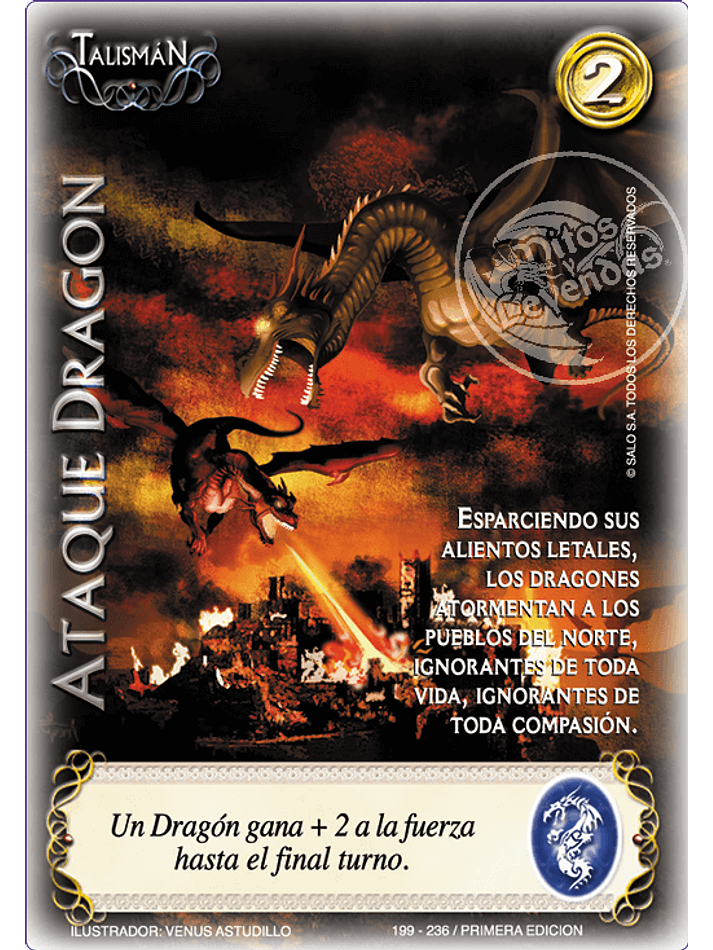 TALISMÁN
2
ATAQUE DRAGON
Mitos
y
Leyendas®
© SALO S.A. TODOS LOS DERECHOS RESERVADOS
ESPARCIENDO SUS
ALIENTOS LETALES,
LOS DRAGONES
ATORMENTAN A LOS
PUEBLOS DEL NORTE,
IGNORANTES DE TODA
VIDA, IGNORANTES DE
TODA COMPASIÓN.
Un Dragón gana + 2 a la fuerza
hasta el final turno.
ILUSTRADOR: VENUS ASTUDILLO
199 - 236 / PRIMERA EDICION